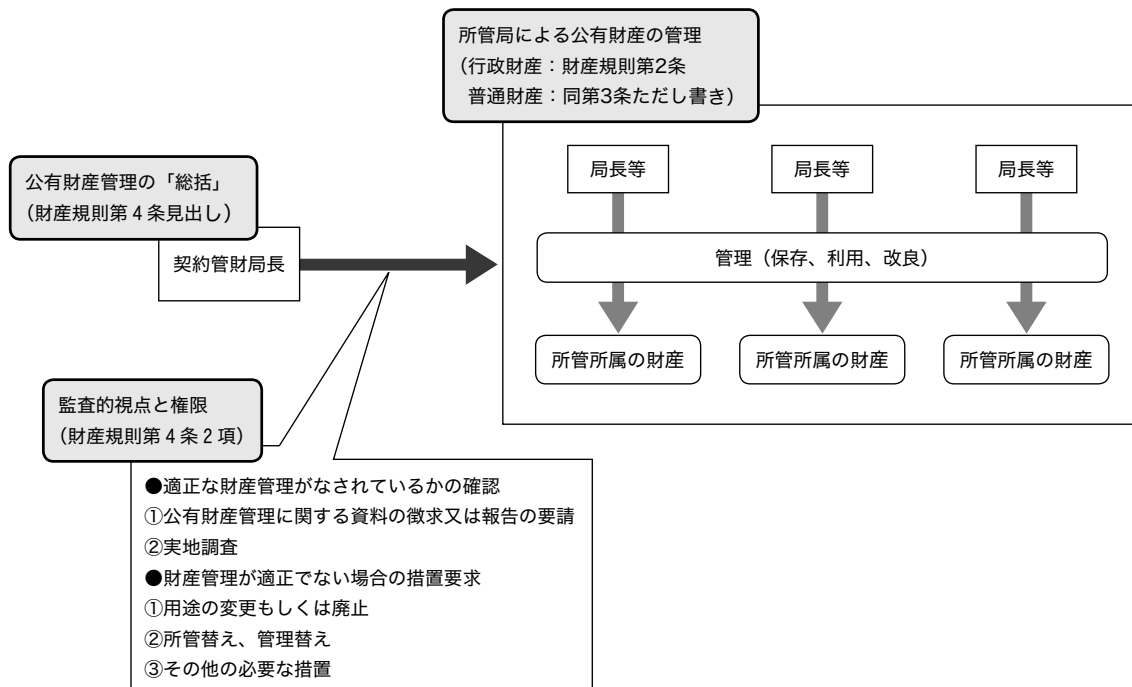 所管局による公有財産の管理
（行政財産：財産規則第2条
普通財産：同第3条ただし書き）
公有財産管理の「総括」
（財産規則第４条見出し）
契約管財局長
局長等
局長等
局長等
管理（保存、利用、改良）
所管所属の財産
所管所属の財産
所管所属の財産
監査的視点と権限
（財産規則第４条２項）
●適正な財産管理がなされているかの確認
①公有財産管理に関する資料の徴求又は報告の要請
②実地調査
●財産管理が適正でない場合の措置要求
①用途の変更もしくは廃止
②所管替え、管理替え
③その他の必要な措置